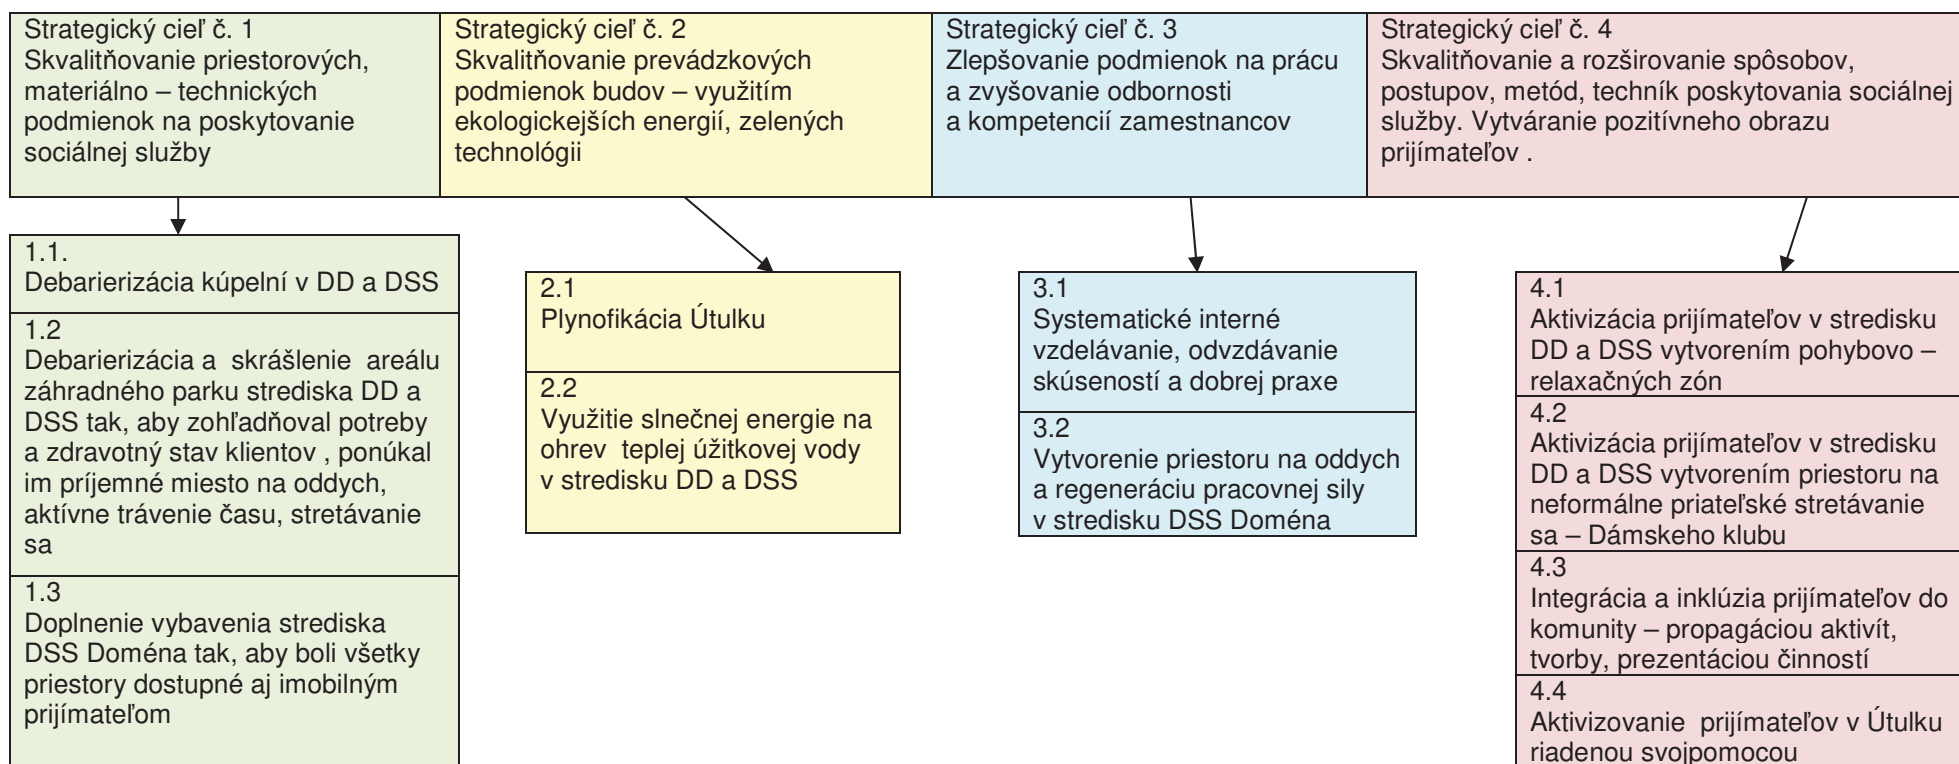 Strategický cieľ č. 1
Skvalitňovanie priestorových,
materiálno – technických
podmienok na poskytovanie
sociálnej služby
Strategický cieľ č. 2
Skvalitňovanie prevádzkových
podmienok budov – využitím
ekologickejších energií, zelených
technológii
Strategický cieľ č. 3
Zlepšovanie podmienok na prácu
a zvyšovanie odbornosti
a kompetencií zamestnancov
Strategický cieľ č. 4
Skvalitňovanie a rozširovanie spôsobov,
postupov, metód, techník poskytovania sociálnej
služby. Vytváranie pozitívneho obrazu
prijímateľov .
1.1.
Debarierizácia kúpelní v DD a DSS
1.2
Debarierizácia a skrášlenie areálu
záhradného parku strediska DD a
DSS tak, aby zohľadňoval potreby
a zdravotný stav klientov , ponúkal
im príjemné miesto na oddych,
aktívne trávenie času, stretávanie
sa
1.3
Doplnenie vybavenia strediska
DSS Doména tak, aby boli všetky
priestory dostupné aj imobilným
prijímateľom
2.1
Plynofikácia Útulku
2.2
Využitie slnečnej energie na
ohrev teplej úžitkovej vody
v stredisku DD a DSS
3.1
Systematické interné
vzdelávanie, odvzdávanie
skúseností a dobrej praxe
3.2
Vytvorenie priestoru na oddych
a regeneráciu pracovnej sily
v stredisku DSS Doména
4.1
Aktivizácia prijímateľov v stredisku
DD a DSS vytvorením pohybovo –
relaxačných zón
4.2
Aktivizácia prijímateľov v stredisku
DD a DSS vytvorením priestoru na
neformálne priateľské stretávanie
sa – Dámskeho klubu
4.3
Integrácia a inklúzia prijímateľov do
komunity – propagáciou aktivít,
tvorby, prezentáciou činností
4.4
Aktivizovanie prijímateľov v Útulku
riadenou svojpomocou